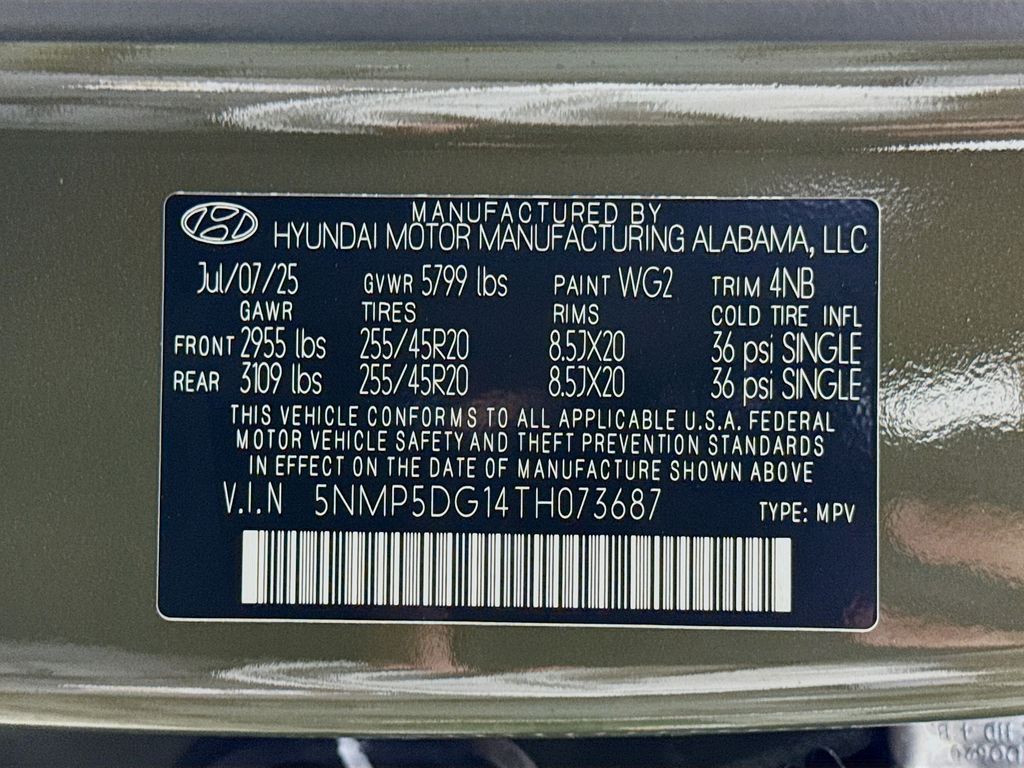 MANUFACTURED BY
HYUNDAI MOTOR MANUFACTURING ALABAMA, LLC
Jul/07/25 GVWR 5799 lbs PAINT WG2 TRIM 4NB
GAWR TIRES RIMS COLD TIRE INFL
FRONT 2955 lbs 255/45R20 8.5JX20 36 psi SINGLE
REAR 3109 lbs 255/45R20 8.5JX20 36 psi SINGLE
THIS VEHICLE CONFORMS TO ALL APPLICABLE U.S.A. FEDERAL
MOTOR VEHICLE SAFETY AND THEFT PREVENTION STANDARDS
IN EFFECT ON THE DATE OF MANUFACTURE SHOWN ABOVE
V.I.N 5NMP5DG14TH073687 TYPE: MPV